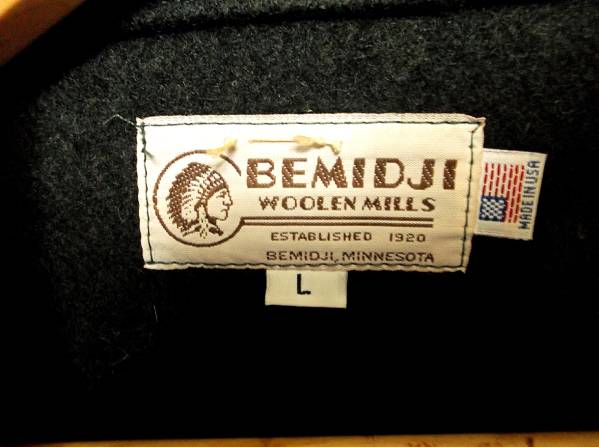 BEMIDJI
WOOLEN MILLS
ESTABLISHED 1920
BEMIDJI, MINNESOTA
MADE IN USA
L